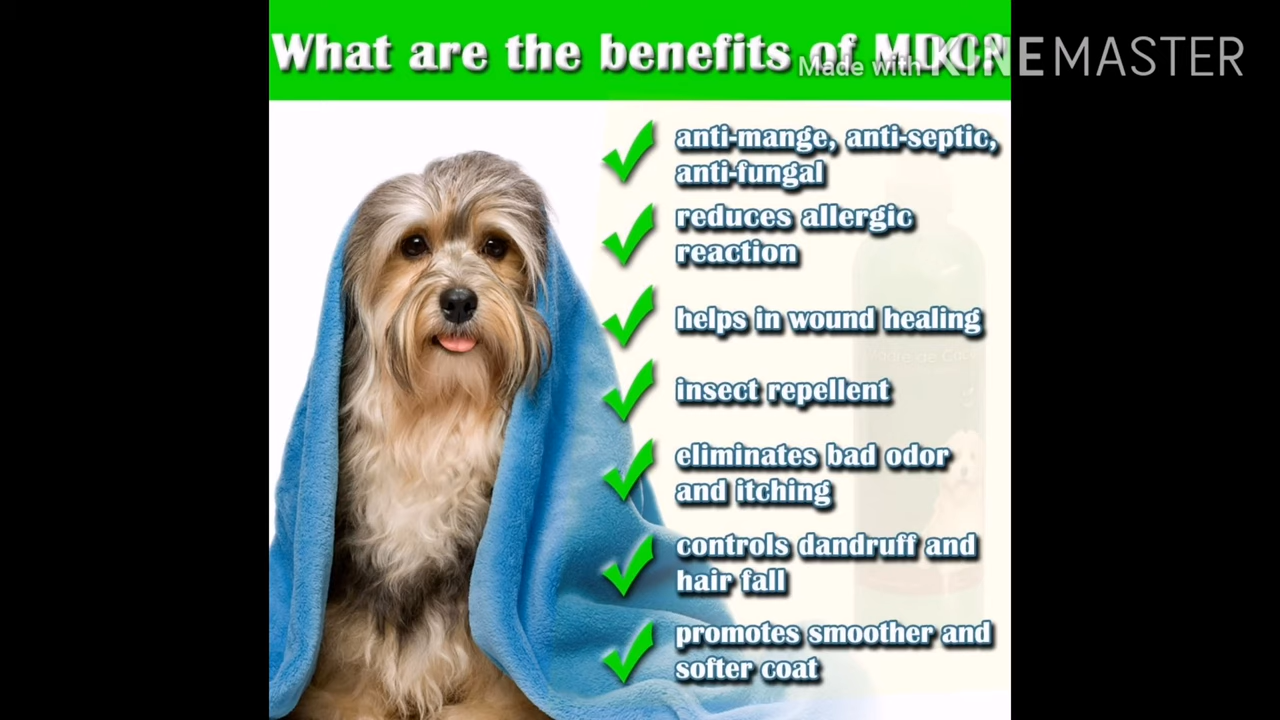 What are the benefits of MDC?
Made with KINEMASTER
anti-mange, anti-septic,
anti-fungal
reduces allergic
reaction
helps in wound healing
insect repellent
eliminates bad odor
and itching
controls dandruff and
hair fall
promotes smoother and
softer coat